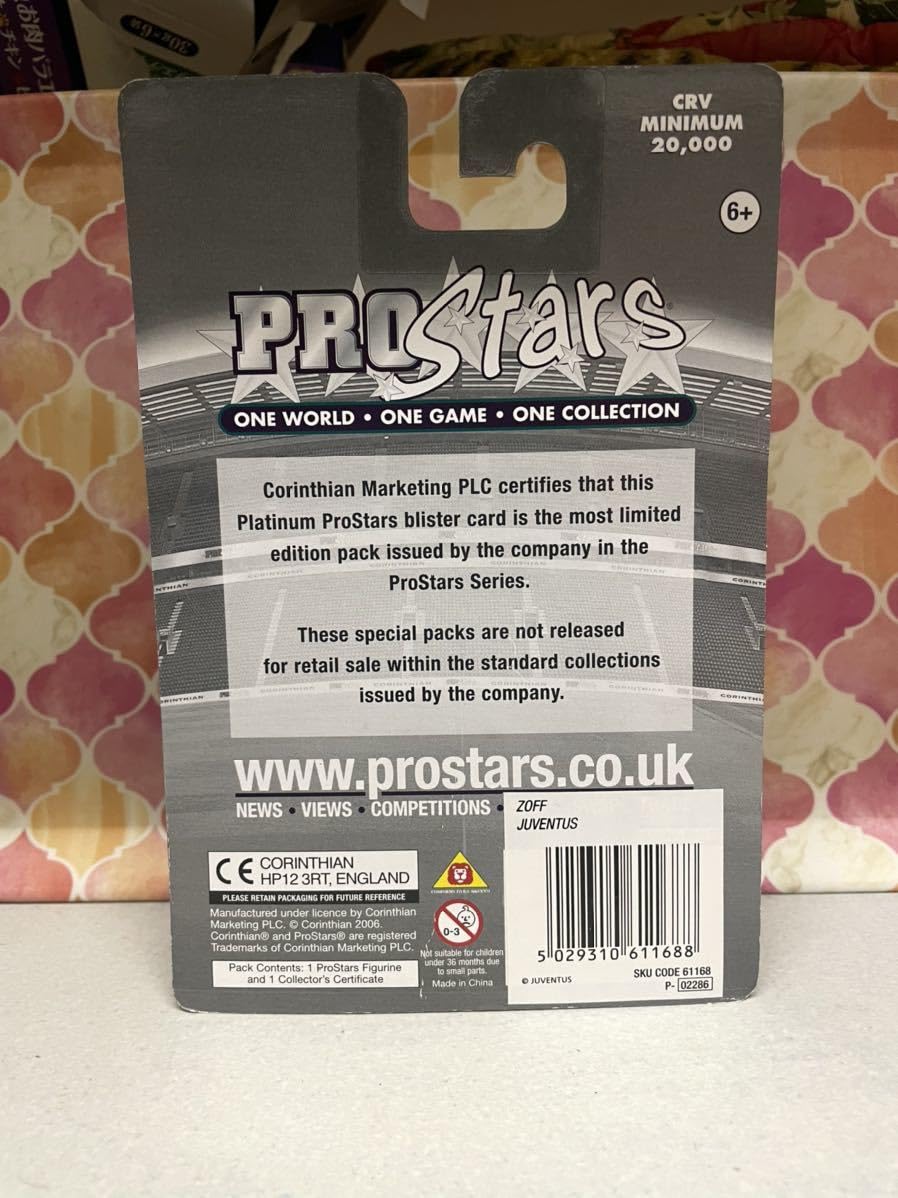 30袋×6袋
CRV
MINIMUM
20,000
6+
PROStars
ONE WORLD • ONE GAME • ONE COLLECTION
Corinthian Marketing PLC certifies that this
Platinum ProStars blister card is the most limited
edition pack issued by the company in the
ProStars Series.
These special packs are not released
for retail sale within the standard collections
issued by the company.
www.prostars.co.uk
NEWS • VIEWS • COMPETITIONS •
ZOFF
JUVENTUS
CE CORINTHIAN
HP12 3RT, ENGLAND
PLEASE RETAIN PACKAGING FOR FUTURE REFERENCE
Manufactured under licence by Corinthian
Marketing PLC. © Corinthian 2006.
Corinthian® and ProStars® are registered
Trademarks of Corinthian Marketing PLC.
Pack Contents: 1 ProStars Figurine
and 1 Collector's Certificate
0-3
Not suitable for children
under 36 months due
to small parts.
Made in China
5 029310 611688
© JUVENTUS
SKU CODE 61168
P- 02286